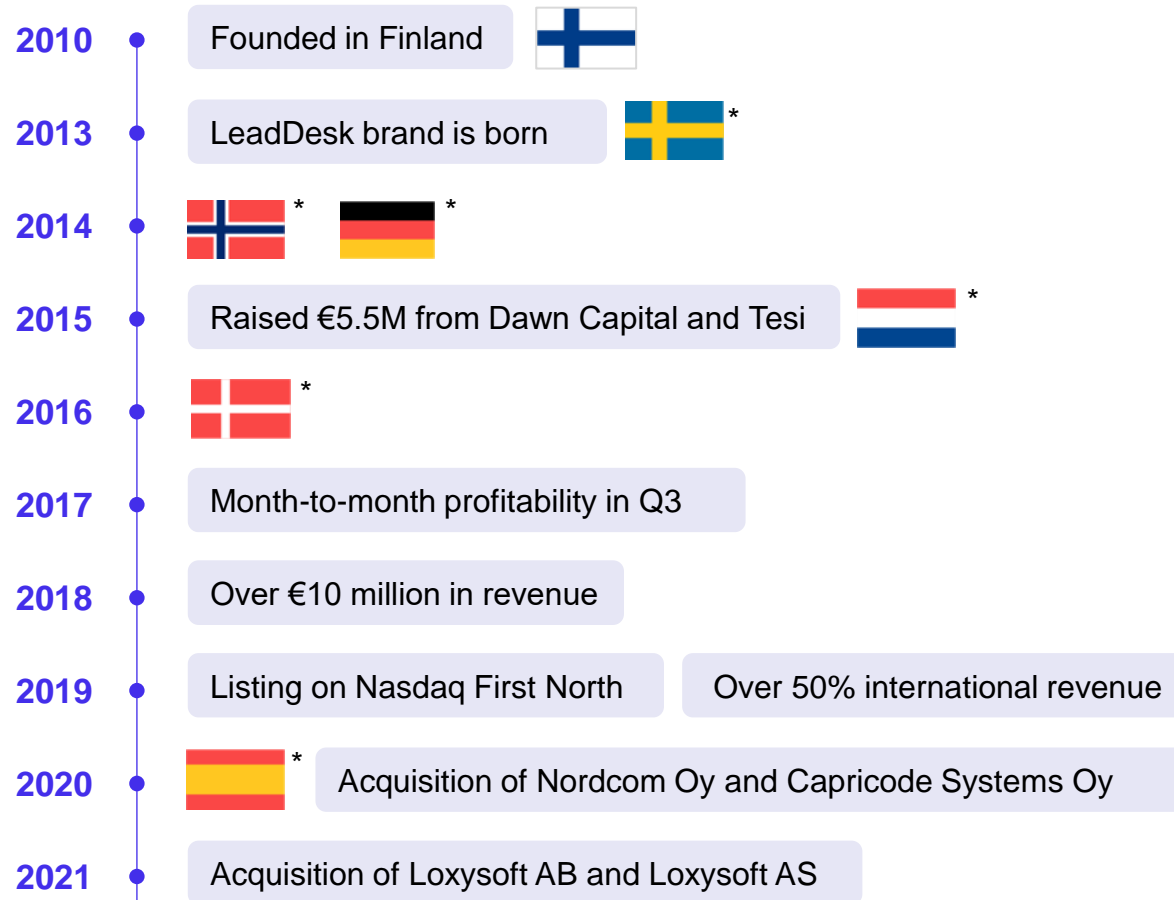 2010 Founded in Finland
2013 LeadDesk brand is born *
2014 * *
2015 Raised €5.5M from Dawn Capital and Tesi *
2016 *
2017 Month-to-month profitability in Q3
2018 Over €10 million in revenue
2019 Listing on Nasdaq First North Over 50% international revenue
2020 * Acquisition of Nordcom Oy and Capricode Systems Oy
2021 Acquisition of Loxysoft AB and Loxysoft AS